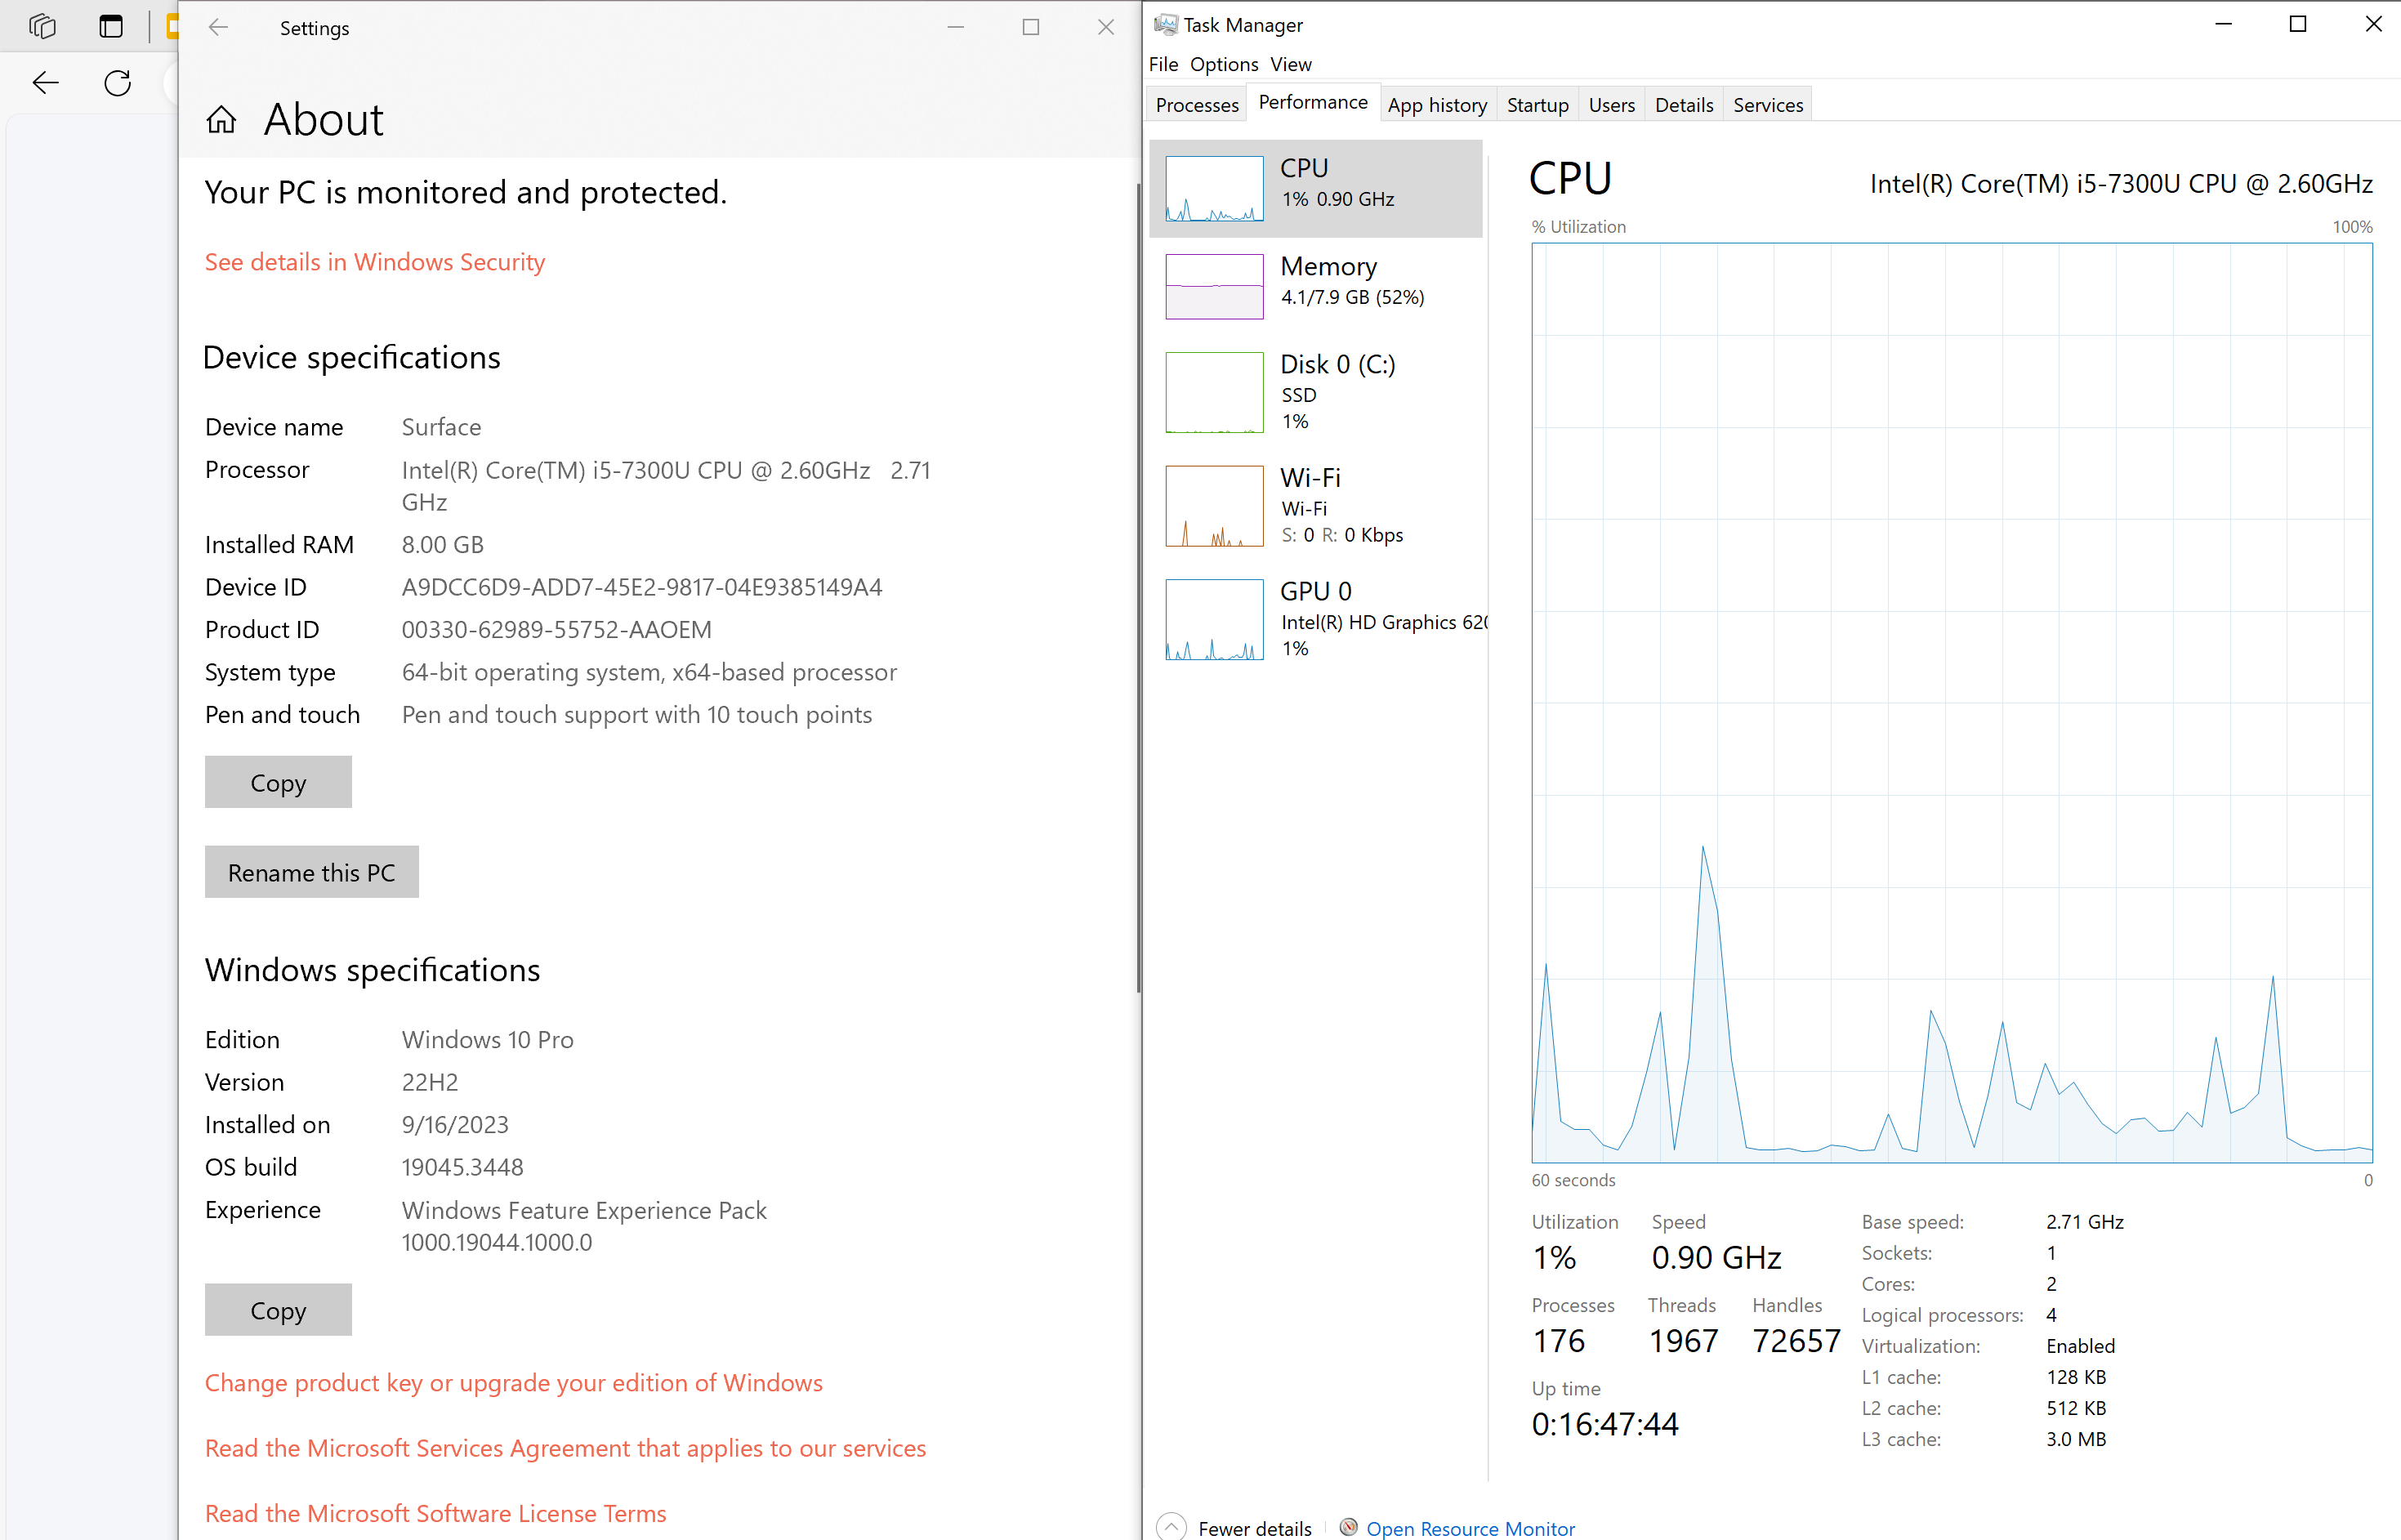 Settings
About
Your PC is monitored and protected.
See details in Windows Security
Device specifications
Device name Surface
Processor Intel(R) Core(TM) i5-7300U CPU @ 2.60GHz 2.71
GHz
Installed RAM 8.00 GB
Device ID A9DCC6D9-ADD7-45E2-9817-04E9385149A4
Product ID 00330-62989-55752-AAOEM
System type 64-bit operating system, x64-based processor
Pen and touch Pen and touch support with 10 touch points
Copy
Rename this PC
Windows specifications
Edition Windows 10 Pro
Version 22H2
Installed on 9/16/2023
OS build 19045.3448
Experience Windows Feature Experience Pack
1000.19044.1000.0
Copy
Change product key or upgrade your edition of Windows
Read the Microsoft Services Agreement that applies to our services
Read the Microsoft Software License Terms
Task Manager
File Options View
Processes Performance App history Startup Users Details Services
CPU
1% 0.90 GHz
Memory
4.1/7.9 GB (52%)
Disk 0 (C:)
SSD
1%
Wi-Fi
Wi-Fi
S: 0 R: 0 Kbps
GPU 0
Intel(R) HD Graphics 620
1%
CPU Intel(R) Core(TM) i5-7300U CPU @ 2.60GHz
% Utilization 100%
60 seconds 0
Utilization Speed
1% 0.90 GHz
Processes Threads Handles
176 1967 72657
Up time
0:16:47:44
Base speed: 2.71 GHz
Sockets: 1
Cores: 2
Logical processors: 4
Virtualization: Enabled
L1 cache: 128 KB
L2 cache: 512 KB
L3 cache: 3.0 MB
Fewer details Open Resource Monitor